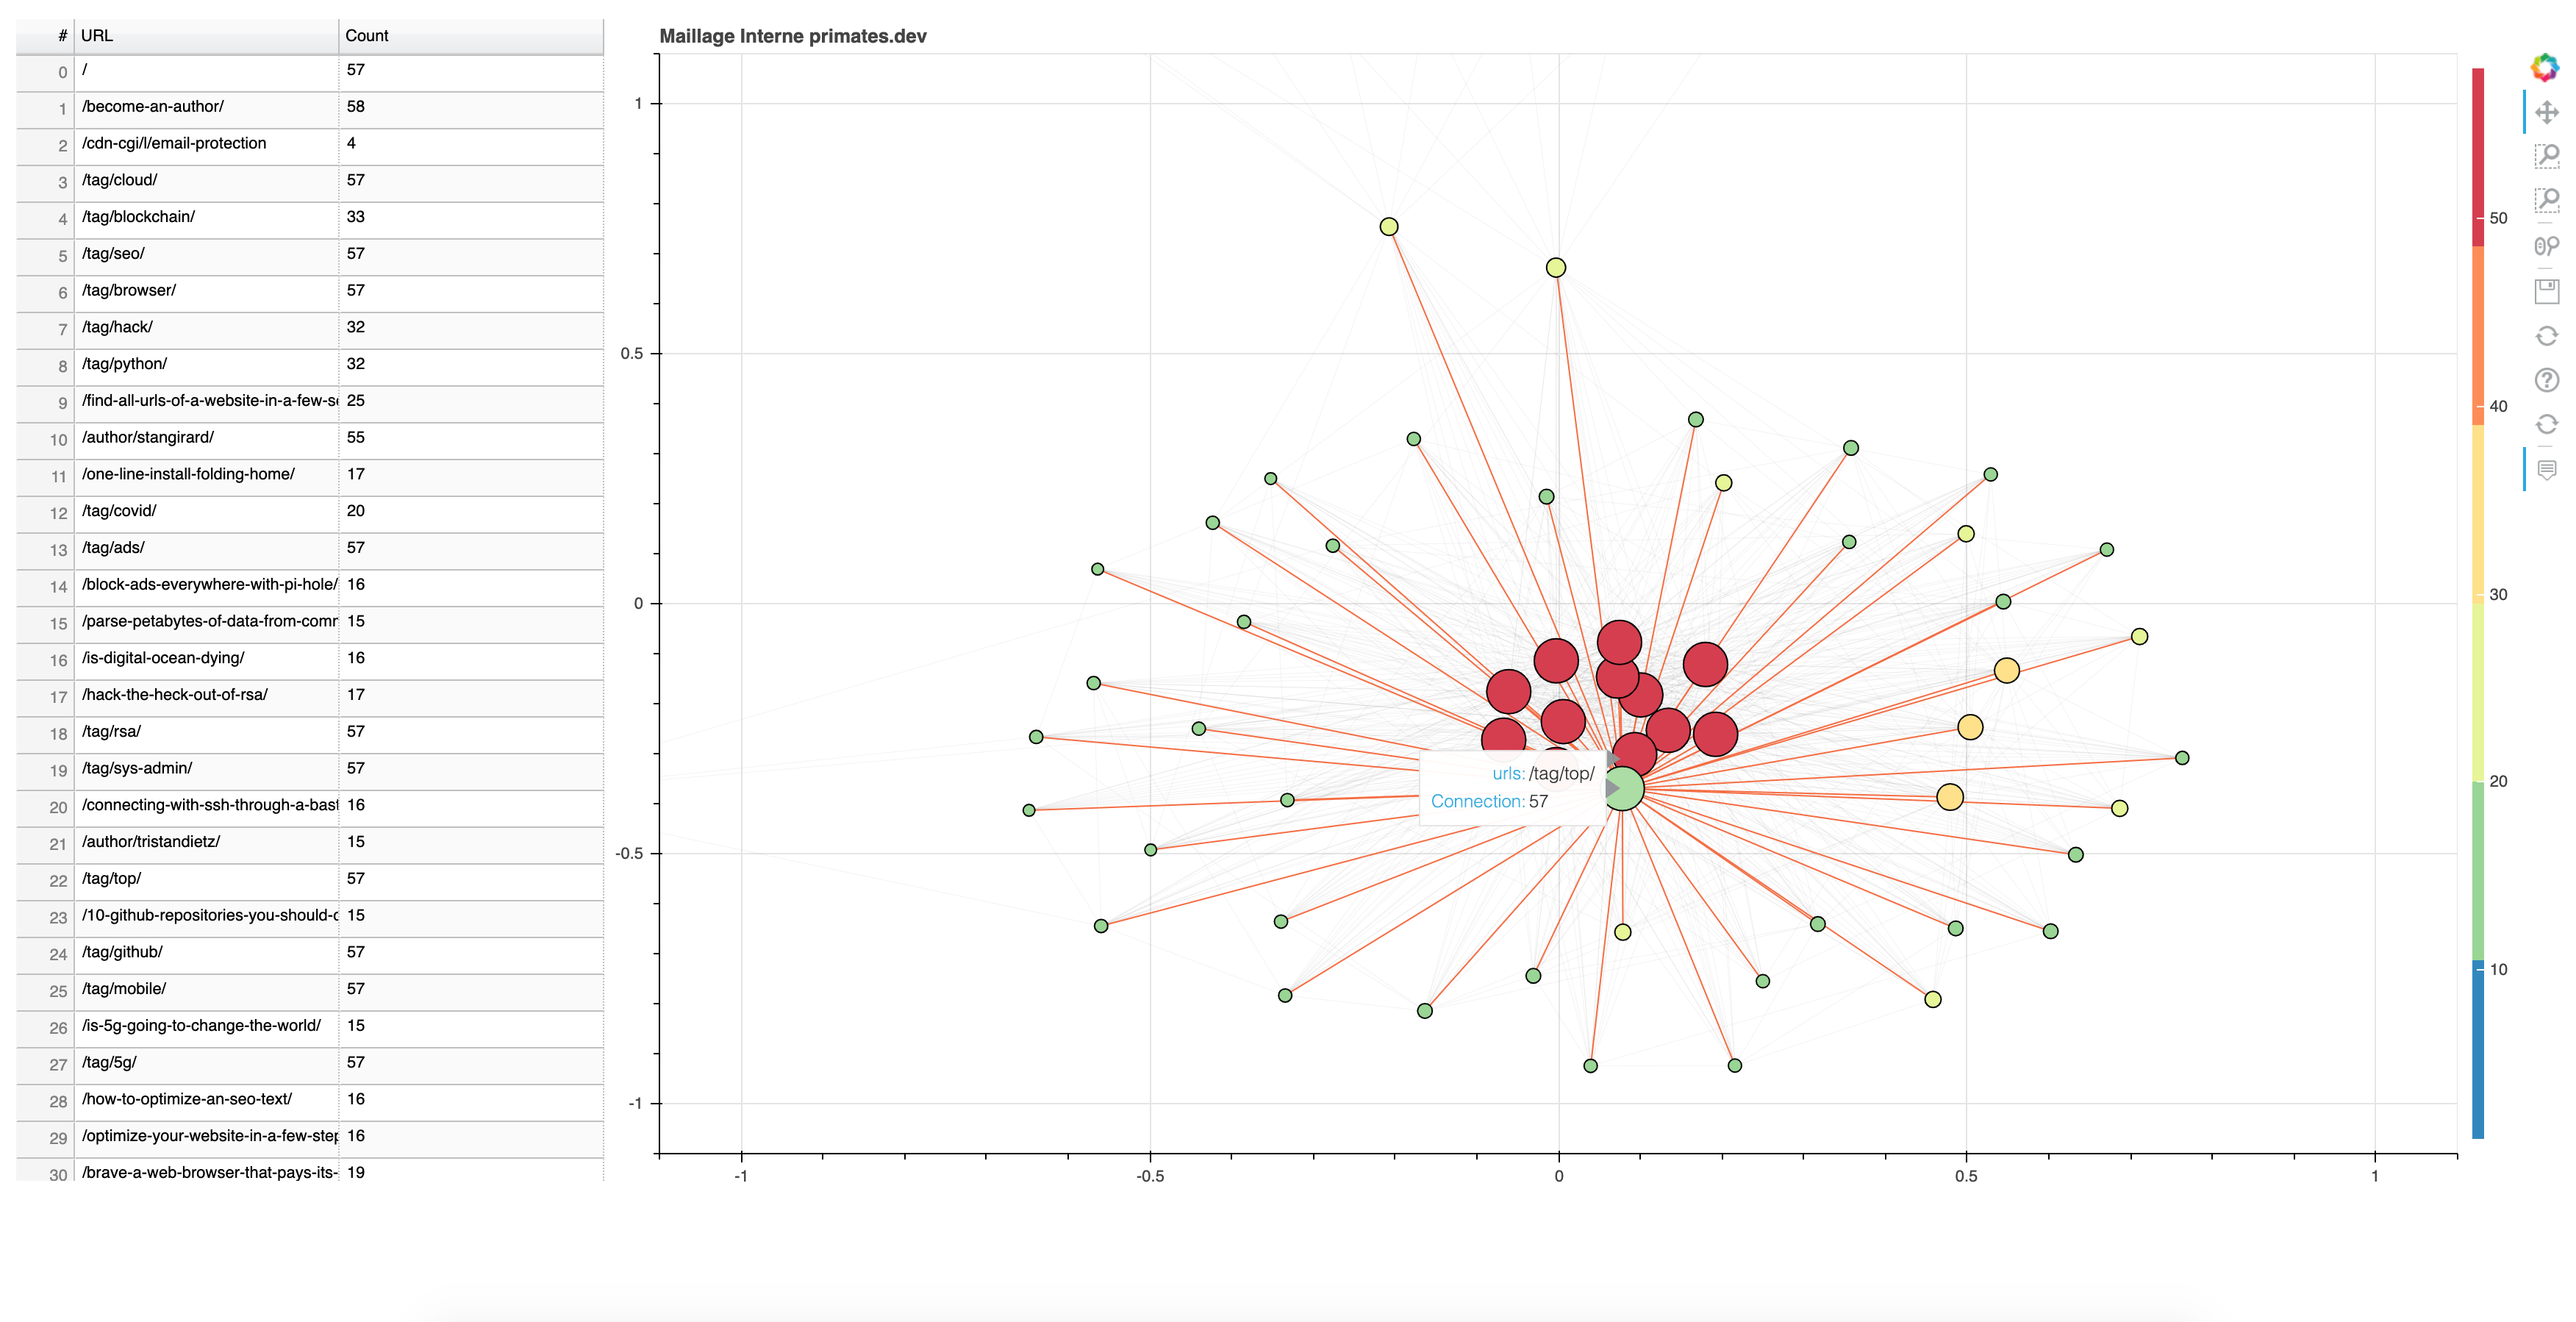 # URL Count
0 / 57
1 /become-an-author/ 58
2 /cdn-cgi/l/email-protection 4
3 /tag/cloud/ 57
4 /tag/blockchain/ 33
5 /tag/seo/ 57
6 /tag/browser/ 57
7 /tag/hack/ 32
8 /tag/python/ 32
9 /find-all-urls-of-a-website-in-a-few-se 25
10 /author/stangirard/ 55
11 /one-line-install-folding-home/ 17
12 /tag/covid/ 20
13 /tag/ads/ 57
14 /block-ads-everywhere-with-pi-hole/ 16
15 /parse-petabytes-of-data-from-comr 15
16 /is-digital-ocean-dying/ 16
17 /hack-the-heck-out-of-rsa/ 17
18 /tag/rsa/ 57
19 /tag/sys-admin/ 57
20 /connecting-with-ssh-through-a-bast 16
21 /author/tristandietz/ 15
22 /tag/top/ 57
23 /10-github-repositories-you-should-c 15
24 /tag/github/ 57
25 /tag/mobile/ 57
26 /is-5g-going-to-change-the-world/ 15
27 /tag/5g/ 57
28 /how-to-optimize-an-seo-text/ 16
29 /optimize-your-website-in-a-few-step 16
30 /brave-a-web-browser-that-pays-its- 19
Maillage Interne primates.dev
1
0.5
0
-0.5
-1
-1 -0.5 0 0.5 1
urls: /tag/top/
Connection: 57
50
40
30
20
10